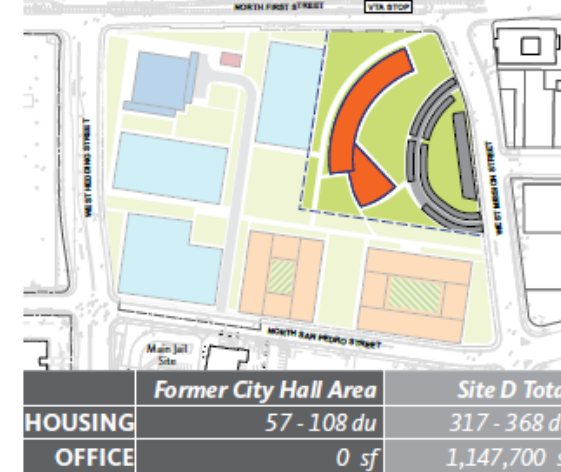 NORTH FIRST STREET
VTA STOP
WEST HEDDING STREET
WEST MISSION STREET
NORTH SAN PEDRO STREET
Main Jail
Site
Former City Hall Area Site D Tota
HOUSING 57 - 108 du 317 - 368 d
OFFICE 0 sf 1,147,700 s